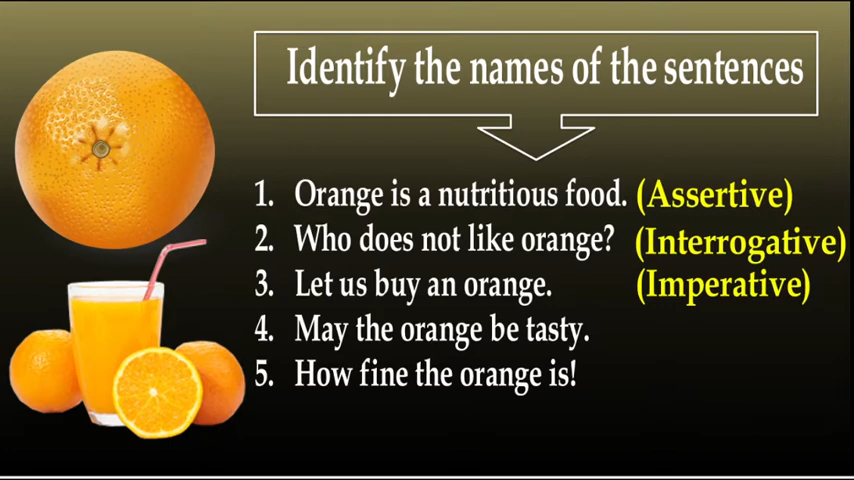 Identify the names of the sentences
1. Orange is a nutritious food. (Assertive)
2. Who does not like orange? (Interrogative)
3. Let us buy an orange. (Imperative)
4. May the orange be tasty.
5. How fine the orange is!